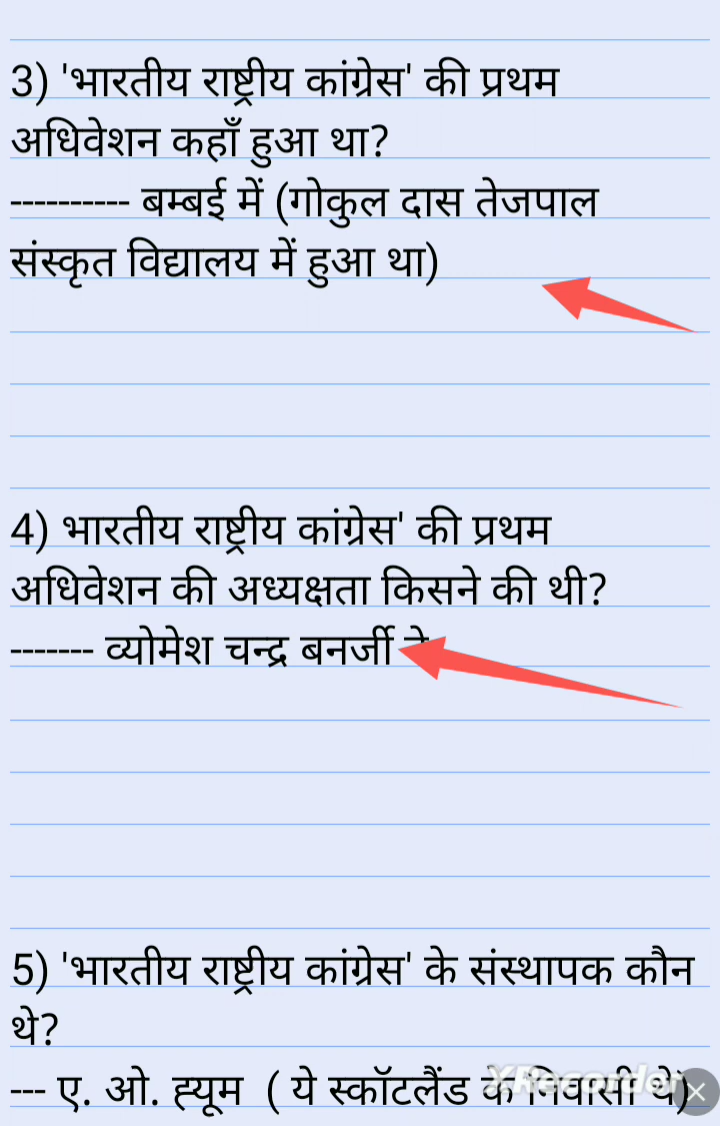 3) 'भारतीय राष्ट्रीय कांग्रेस' की प्रथम
अधिवेशन कहाँ हुआ था?
---------- बम्बई में (गोकुल दास तेजपाल
संस्कृत विद्यालय में हुआ था)
4) भारतीय राष्ट्रीय कांग्रेस' की प्रथम
अधिवेशन की अध्यक्षता किसने की थी?
------- व्योमेश चन्द्र बनर्जी
5) 'भारतीय राष्ट्रीय कांग्रेस' के संस्थापक कौन
थे?
--- ए. ओ. ह्यूम ( ये स्कॉटलैंड के निवासी थे)
XRecorder